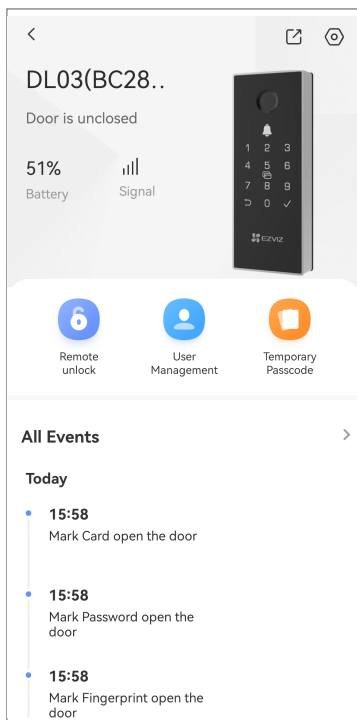 DL03(BC28..
Door is unclosed
51%
Battery
Signal
1 2 3
4 5 6
7 8 9
0
EZVIZ
Remote
unlock
User
Management
Temporary
Passcode
All Events
Today
15:58
Mark Card open the door
15:58
Mark Password open the
door
15:58
Mark Fingerprint open the
door